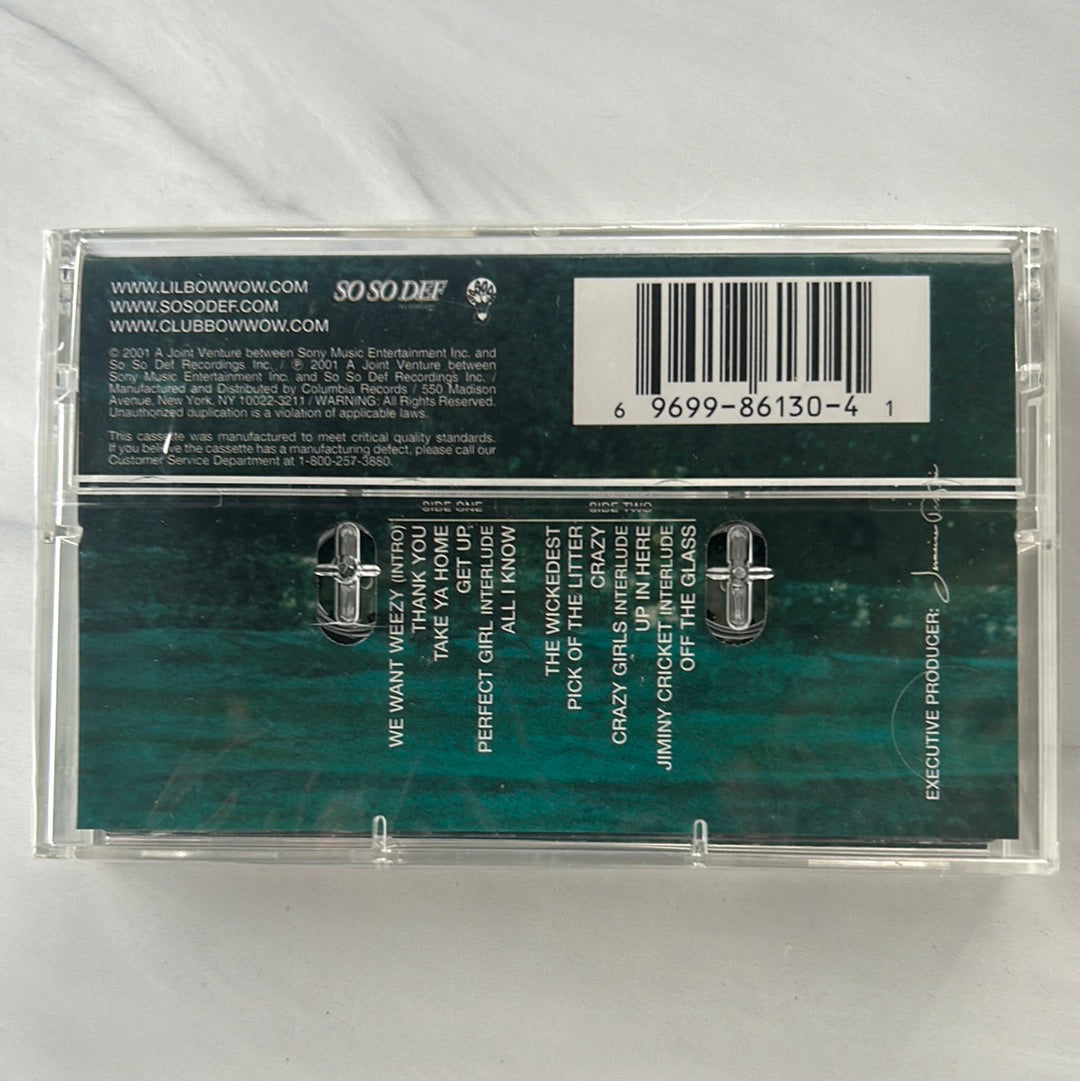 WWW.LILBOWWOW.COM
WWW.SOSODEF.COM
WWW.CLUBBOWWOW.COM
SO SO DEF
© 2001 A Joint Venture between Sony Music Entertainment Inc. and
So So Def Recordings Inc. / ℗ 2001 A Joint Venture between
Sony Music Entertainment Inc. and So So Def Recordings Inc. /
Manufactured and Distributed by Columbia Records / 550 Madison
Avenue, New York, NY 10022-3211 / WARNING: All Rights Reserved.
Unauthorized duplication is a violation of applicable laws.
This cassette was manufactured to meet critical quality standards.
If you believe the cassette has a manufacturing defect, please call our
Customer Service Department at 1-800-257-3880.
6 9699-86130-4 1
SIDE ONE
WE WANT WEEZY (INTRO)
THANK YOU
TAKE YA HOME
GET UP
PERFECT GIRL INTERLUDE
ALL I KNOW
SIDE TWO
THE WICKEDEST
PICK OF THE LITTER
CRAZY
CRAZY GIRLS INTERLUDE
UP IN HERE
JIMINY CRICKET INTERLUDE
OFF THE GLASS
EXECUTIVE PRODUCER: